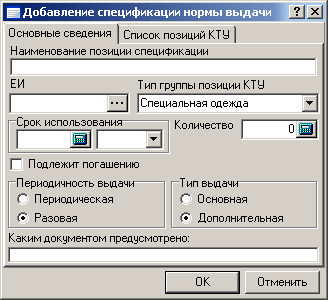 Добавление спецификации нормы выдачи
Основные сведения Список позиций КТУ
Наименование позиции спецификации
ЕИ Тип группы позиции КТУ
... Специальная одежда
Срок использования Количество
0
Подлежит погашению
Периодичность выдачи Тип выдачи
Периодическая Основная
Разовая Дополнительная
Каким документом предусмотрено:
OK Отменить